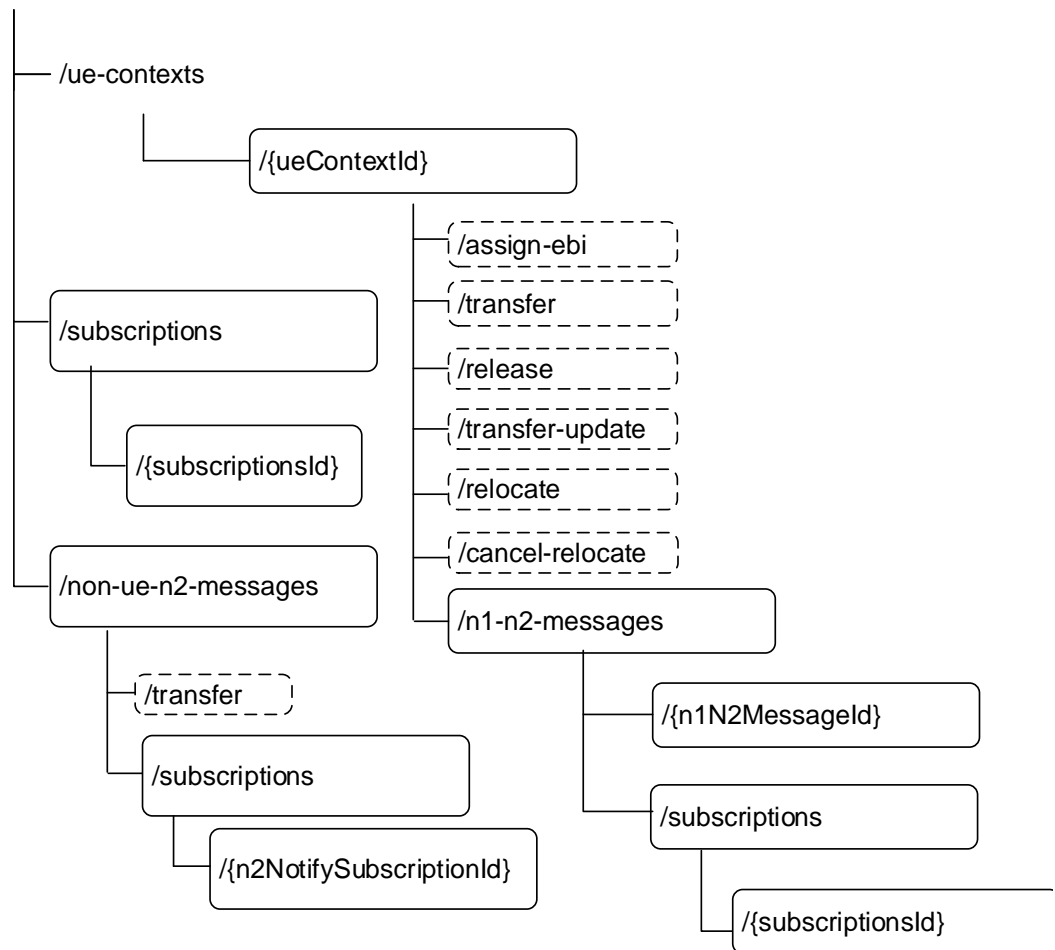 /ue-contexts
/{ueContextId}
/assign-ebi
/transfer
/release
/transfer-update
/relocate
/cancel-relocate
/n1-n2-messages
/{n1N2MessageId}
/subscriptions
/{subscriptionsId}
/subscriptions
/{subscriptionsId}
/non-ue-n2-messages
/transfer
/subscriptions
/{n2NotifySubscriptionId}